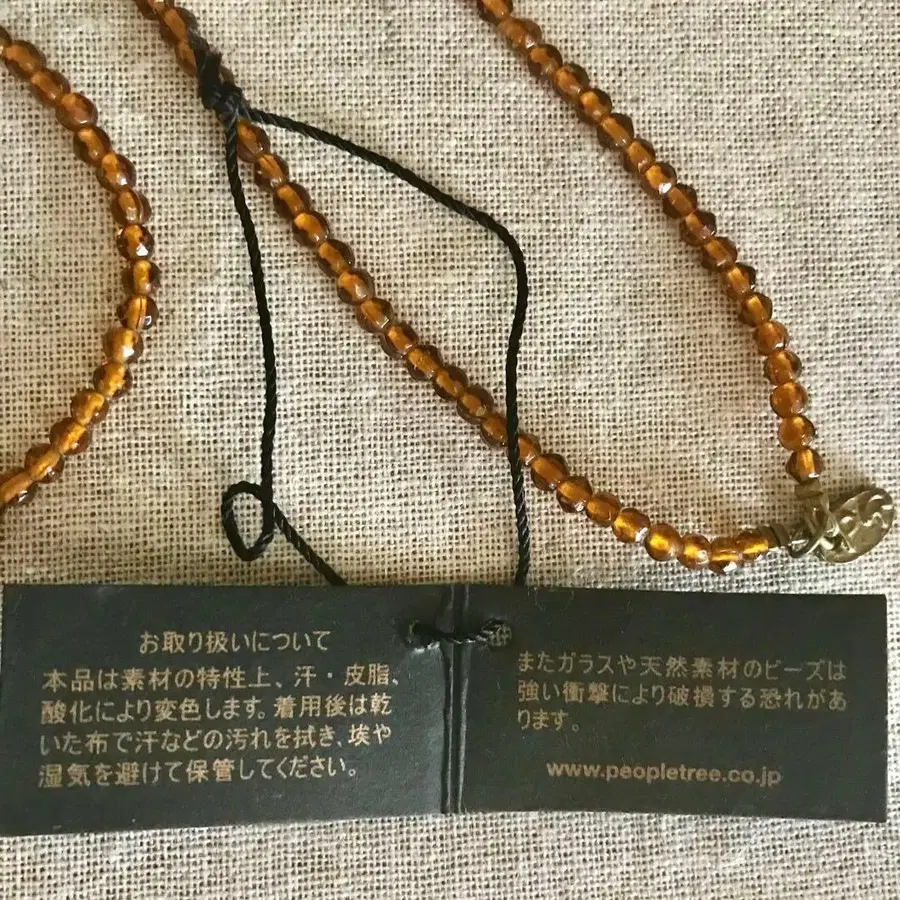 お取り扱いについて
本品は素材の特性上、汗・皮脂、
酸化により変色します。着用後は乾
いた布で汗などの汚れを拭き、埃や
湿気を避けて保管してください。
またガラスや天然素材のビーズは
強い衝撃により破損する恐れがあ
ります。
www.peopletree.co.jp